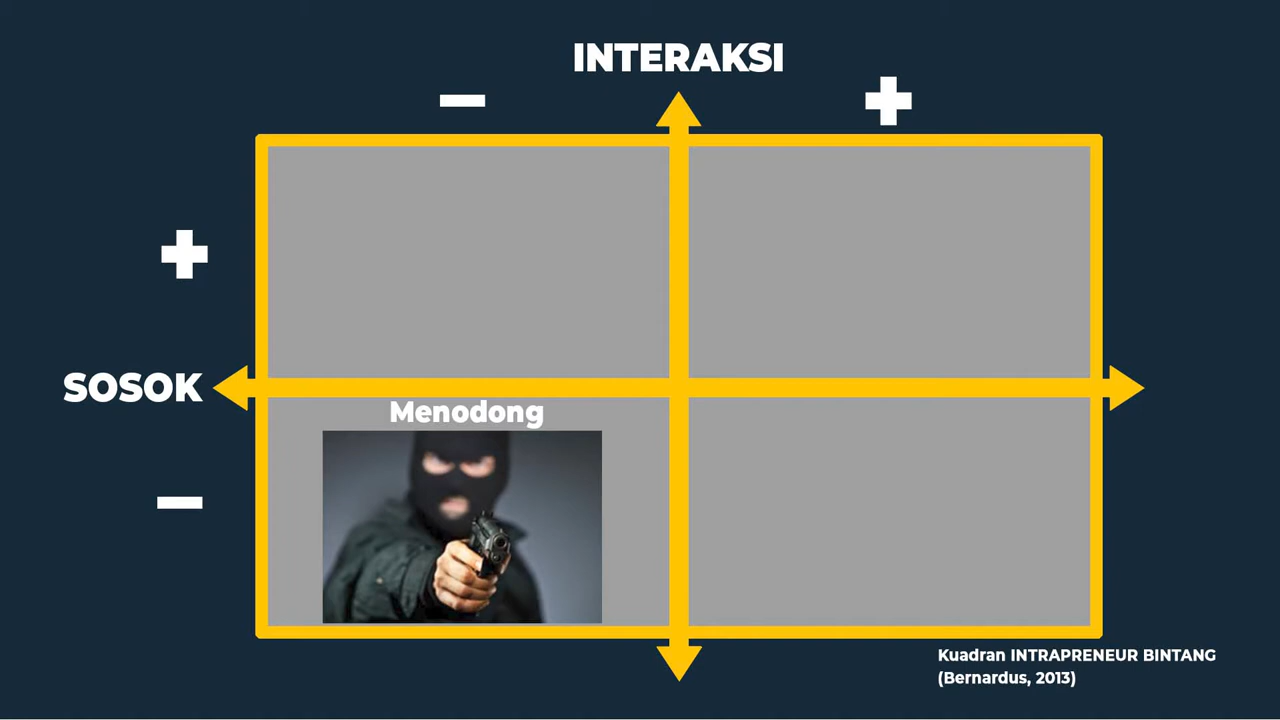 INTERAKSI
− +
+
SOSOK
Menodong
−
Kuadran INTRAPRENEUR BINTANG
(Bernardus, 2013)